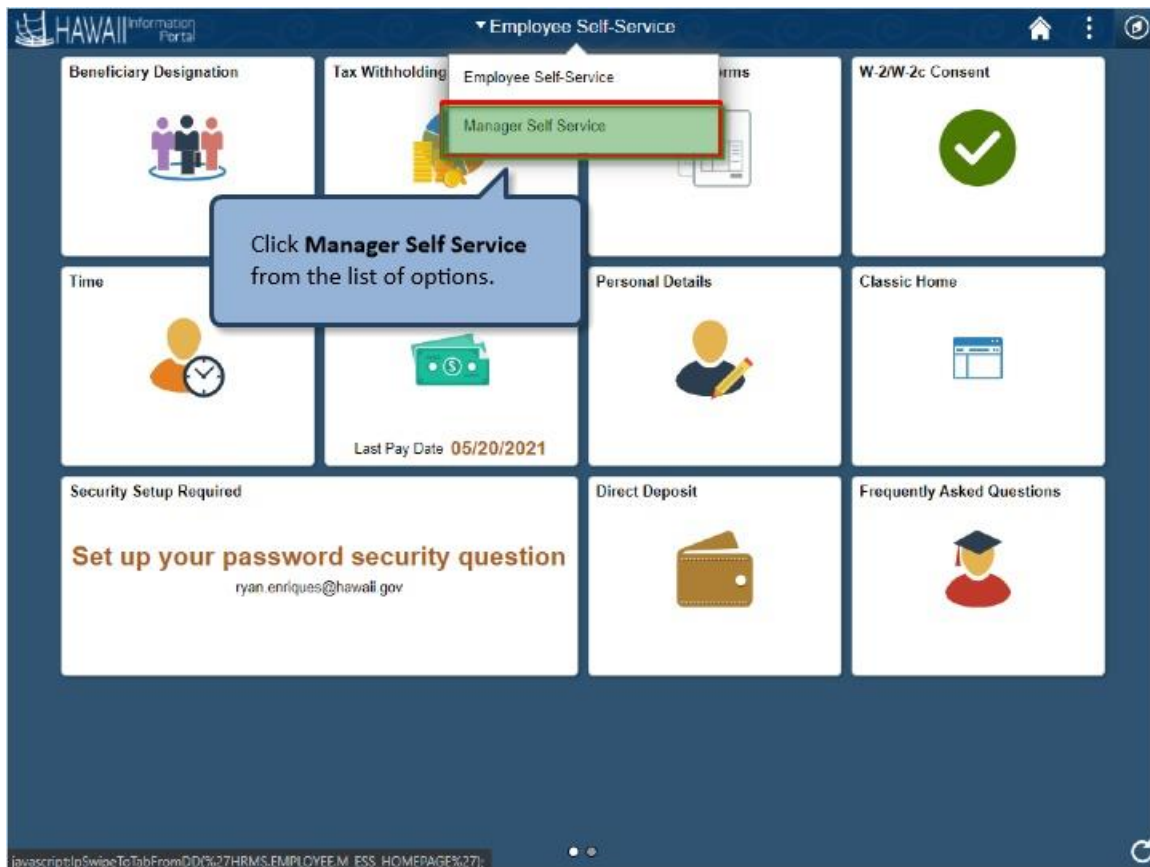 HAWAII Information Portal
Employee Self-Service
Employee Self-Service
Manager Self Service
Beneficiary Designation
Tax Withholding
rms
W-2/W-2c Consent
Click Manager Self Service
from the list of options.
Time
Last Pay Date 05/20/2021
Personal Details
Classic Home
Security Setup Required
Set up your password security question
ryan.enriques@hawaii.gov
Direct Deposit
Frequently Asked Questions
javascript:lpSwipeToTabFromDD(%27HRMS.EMPLOYEE.M_ESS_HOMEPAGE%27);